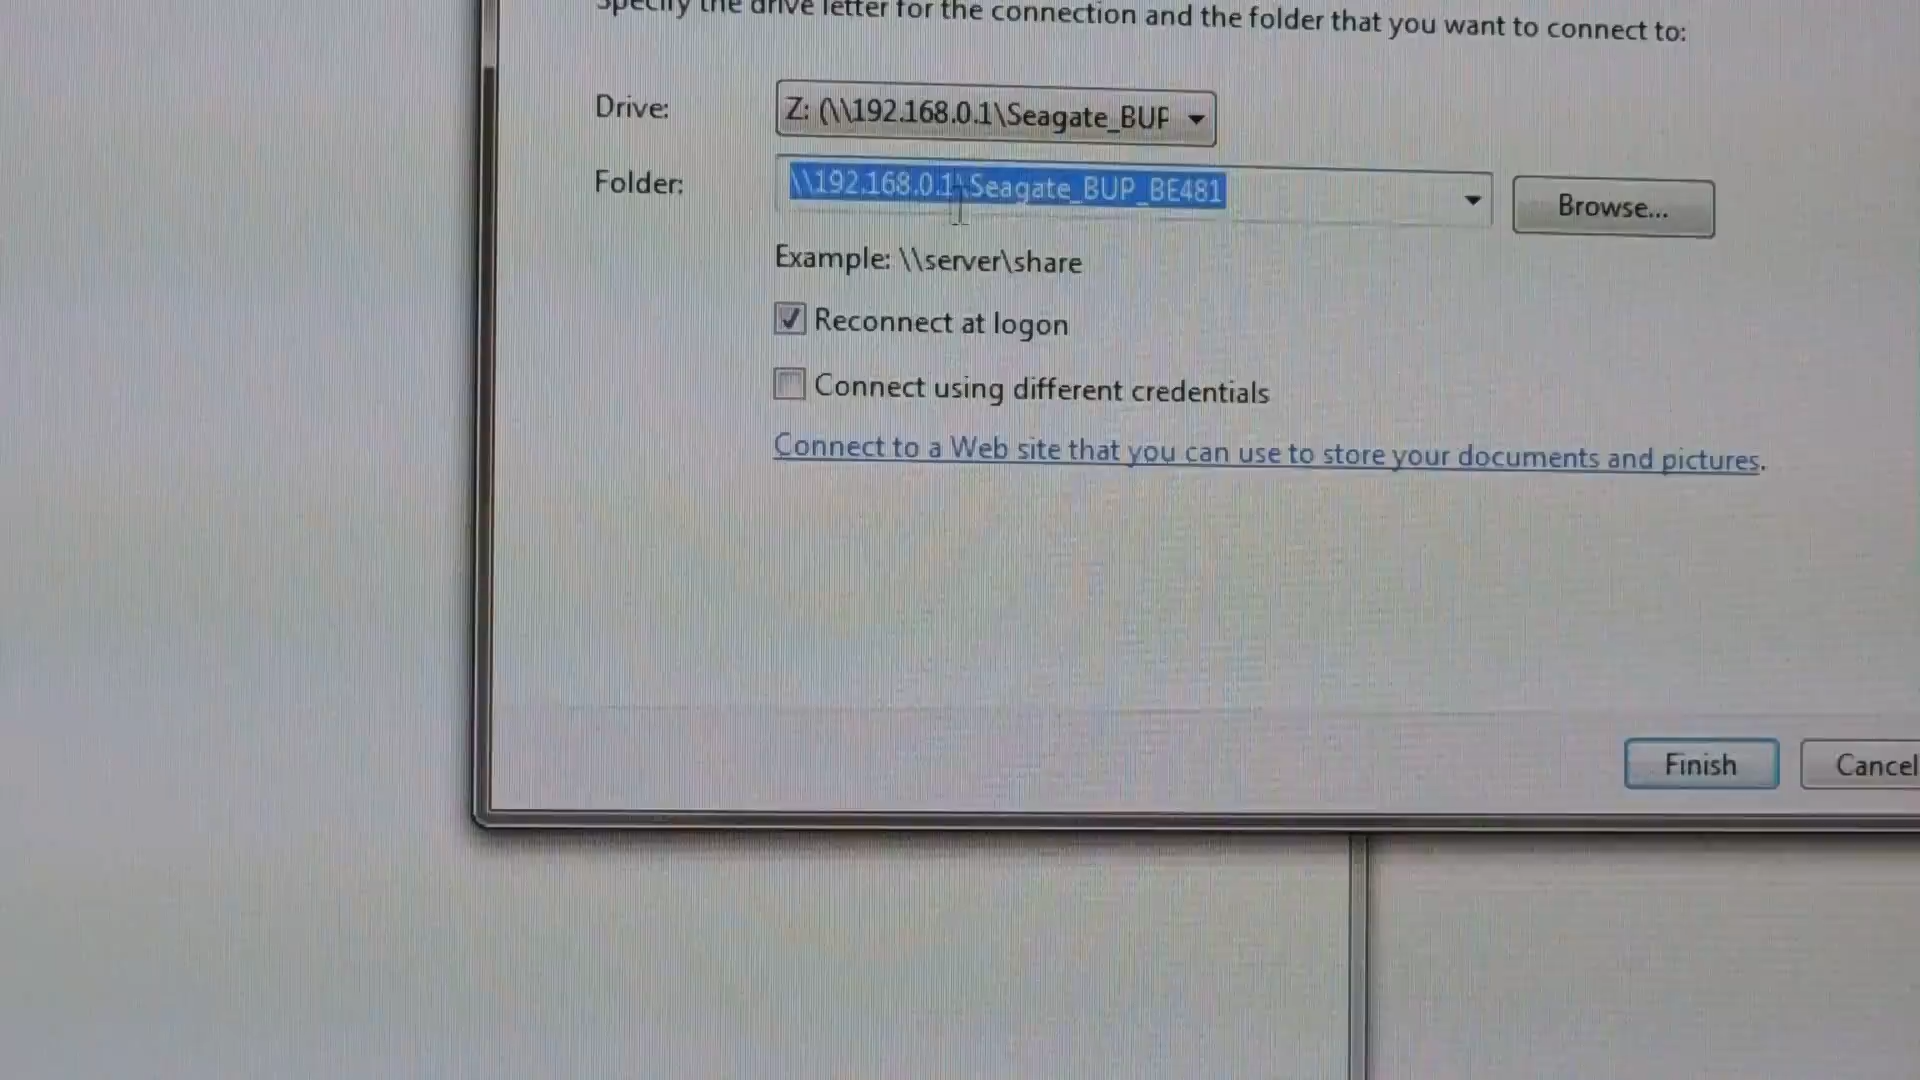 Specify the drive letter for the connection and the folder that you want to connect to:
Drive:
Z: (\\192.168.0.1\Seagate_BUP
Folder:
\\192.168.0.1\Seagate_BUP_BE481
Browse...
Example: \\server\share
Reconnect at logon
Connect using different credentials
Connect to a Web site that you can use to store your documents and pictures.
Finish
Cancel